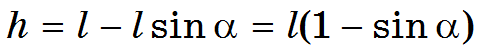 h = l − l sin α = l(1 − sin α)